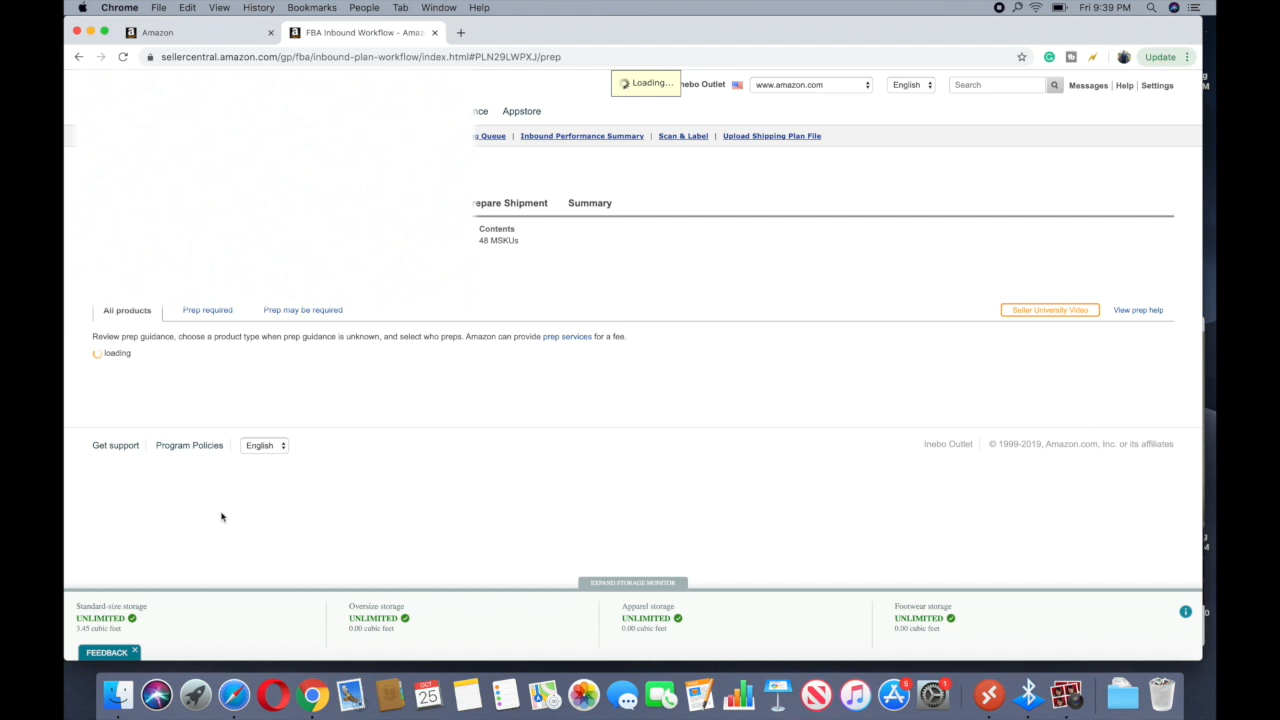 Chrome File Edit View History Bookmarks People Tab Window Help Fri 9:39 PM
Amazon FBA Inbound Workflow - Amaz
sellercentral.amazon.com/gp/fba/inbound-plan-workflow/index.html#PLN29LWPXJ/prep Update
Loading... nebo Outlet www.amazon.com English Search Messages | Help | Settings
nce Appstore
g Queue | Inbound Performance Summary | Scan & Label | Upload Shipping Plan File
repare Shipment Summary
Contents
48 MSKUs
All products Prep required Prep may be required Seller University Video View prep help
Review prep guidance, choose a product type when prep guidance is unknown, and select who preps. Amazon can provide prep services for a fee.
loading
Get support Program Policies English Inebo Outlet © 1999-2019, Amazon.com, Inc. or its affiliates
EXPAND STORAGE MONITOR
Standard-size storage Oversize storage Apparel storage Footwear storage
UNLIMITED UNLIMITED UNLIMITED UNLIMITED
3.45 cubic feet 0.00 cubic feet 0.00 cubic feet 0.00 cubic feet
FEEDBACK
OCT
25 5 1